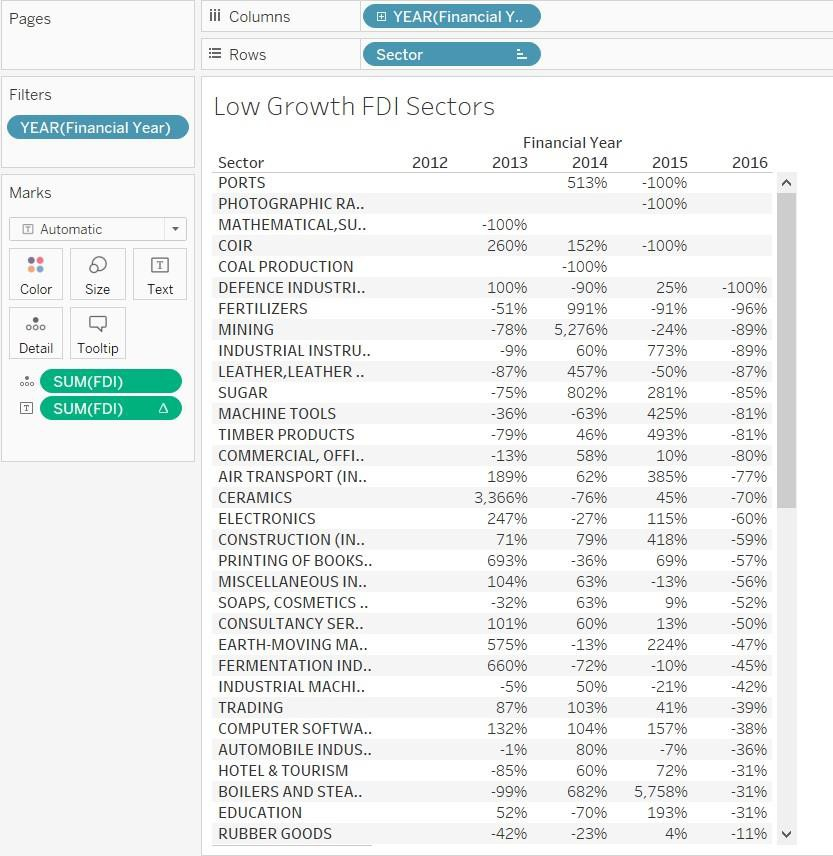 Pages
Columns YEAR(Financial Y..
Rows Sector
Filters
YEAR(Financial Year)
Marks
Automatic
Color Size Text
Detail Tooltip
SUM(FDI)
SUM(FDI) Δ
Low Growth FDI Sectors
Financial Year
Sector 2012 2013 2014 2015 2016
PORTS 513% -100%
PHOTOGRAPHIC RA.. -100%
MATHEMATICAL,SU.. -100%
COIR 260% 152% -100%
COAL PRODUCTION -100%
DEFENCE INDUSTRI.. 100% -90% 25% -100%
FERTILIZERS -51% 991% -91% -96%
MINING -78% 5,276% -24% -89%
INDUSTRIAL INSTRU.. -9% 60% 773% -89%
LEATHER,LEATHER .. -87% 457% -50% -87%
SUGAR -75% 802% 281% -85%
MACHINE TOOLS -36% -63% 425% -81%
TIMBER PRODUCTS -79% 46% 493% -81%
COMMERCIAL, OFFI.. -13% 58% 10% -80%
AIR TRANSPORT (IN.. 189% 62% 385% -77%
CERAMICS 3,366% -76% 45% -70%
ELECTRONICS 247% -27% 115% -60%
CONSTRUCTION (IN.. 71% 79% 418% -59%
PRINTING OF BOOKS.. 693% -36% 69% -57%
MISCELLANEOUS IN.. 104% 63% -13% -56%
SOAPS, COSMETICS .. -32% 63% 9% -52%
CONSULTANCY SER.. 101% 60% 13% -50%
EARTH-MOVING MA.. 575% -13% 224% -47%
FERMENTATION IND.. 660% -72% -10% -45%
INDUSTRIAL MACHI.. -5% 50% -21% -42%
TRADING 87% 103% 41% -39%
COMPUTER SOFTWA.. 132% 104% 157% -38%
AUTOMOBILE INDUS.. -1% 80% -7% -36%
HOTEL & TOURISM -85% 60% 72% -31%
BOILERS AND STEA.. -99% 682% 5,758% -31%
EDUCATION 52% -70% 193% -31%
RUBBER GOODS -42% -23% 4% -11%